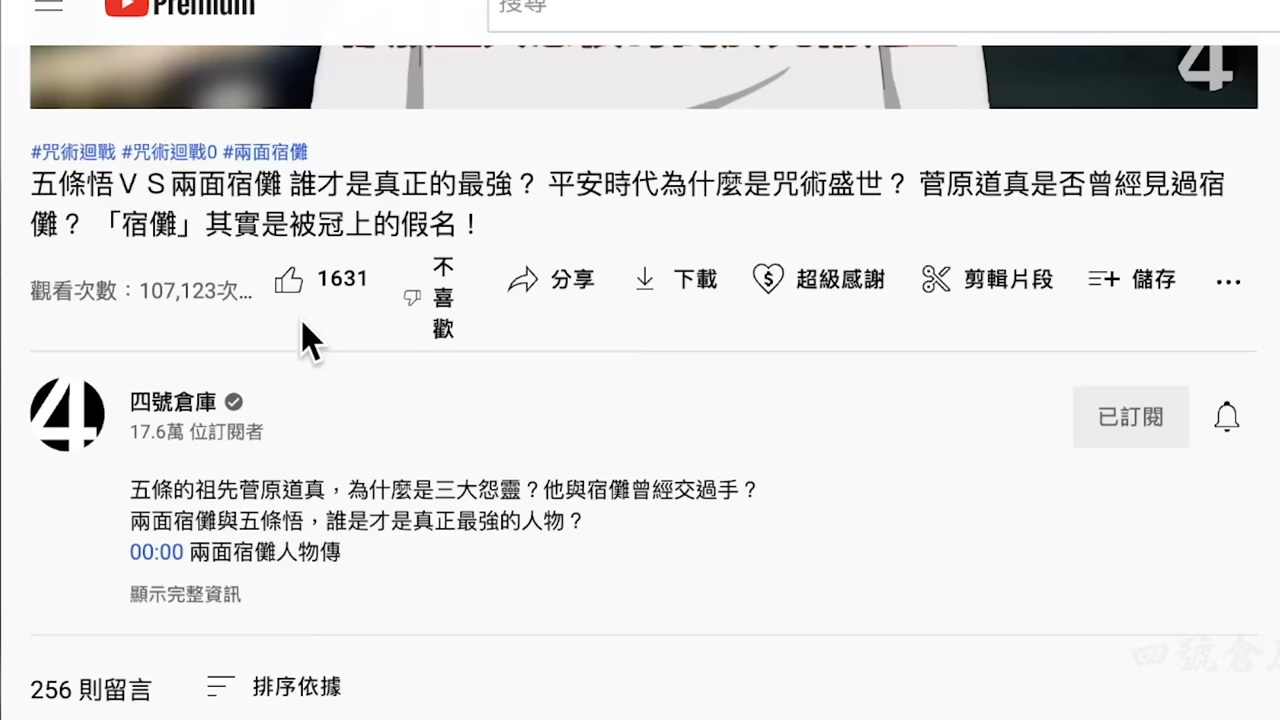 Premium
搜尋
4
#咒術迴戰 #咒術迴戰0 #兩面宿儺
五條悟ＶＳ兩面宿儺 誰才是真正的最強？ 平安時代為什麼是咒術盛世？ 菅原道真是否曾經見過宿
儺？ 「宿儺」其實是被冠上的假名！
觀看次數：107,123次... 1631 不喜歡 分享 下載 超級感謝 剪輯片段 儲存 ...
4
四號倉庫
17.6萬 位訂閱者
已訂閱
五條的祖先菅原道真，為什麼是三大怨靈？他與宿儺曾經交過手？
兩面宿儺與五條悟，誰是才是真正最強的人物？
00:00 兩面宿儺人物傳
顯示完整資訊
四號倉
256 則留言 排序依據